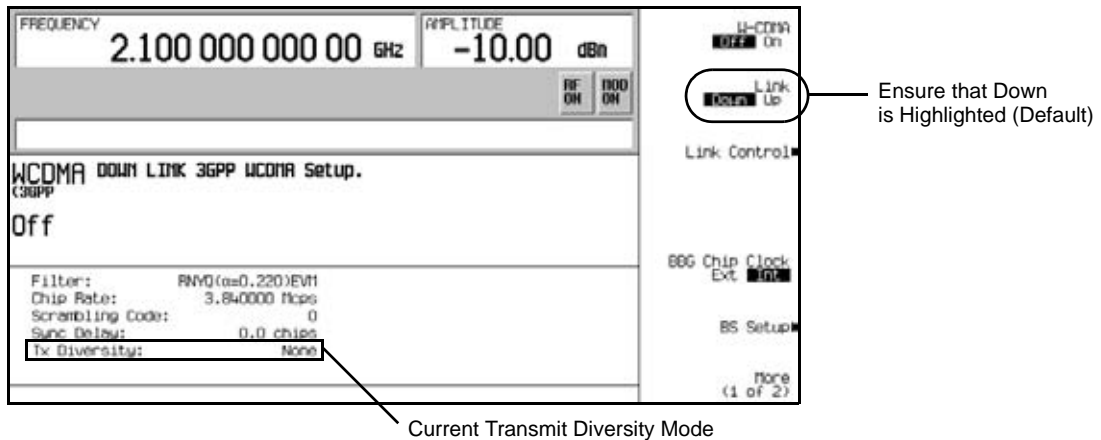 FREQUENCY
2.100 000 000 00 GHz
AMPLITUDE
-10.00 dBm
RF ON
MOD ON
WCDMA DOWN LINK 3GPP WCDMA Setup.
(3GPP
Off
Filter: RNYQ(α=0.220)EVM
Chip Rate: 3.840000 Mcps
Scrambling Code: 0
Sync Delay: 0.0 chips
Tx Diversity: None
W-CDMA
Off On
Link
Down Up
Link Control
BBG Chip Clock
Ext Int
BS Setup
More
(1 of 2)
Ensure that Down
is Highlighted (Default)
Current Transmit Diversity Mode